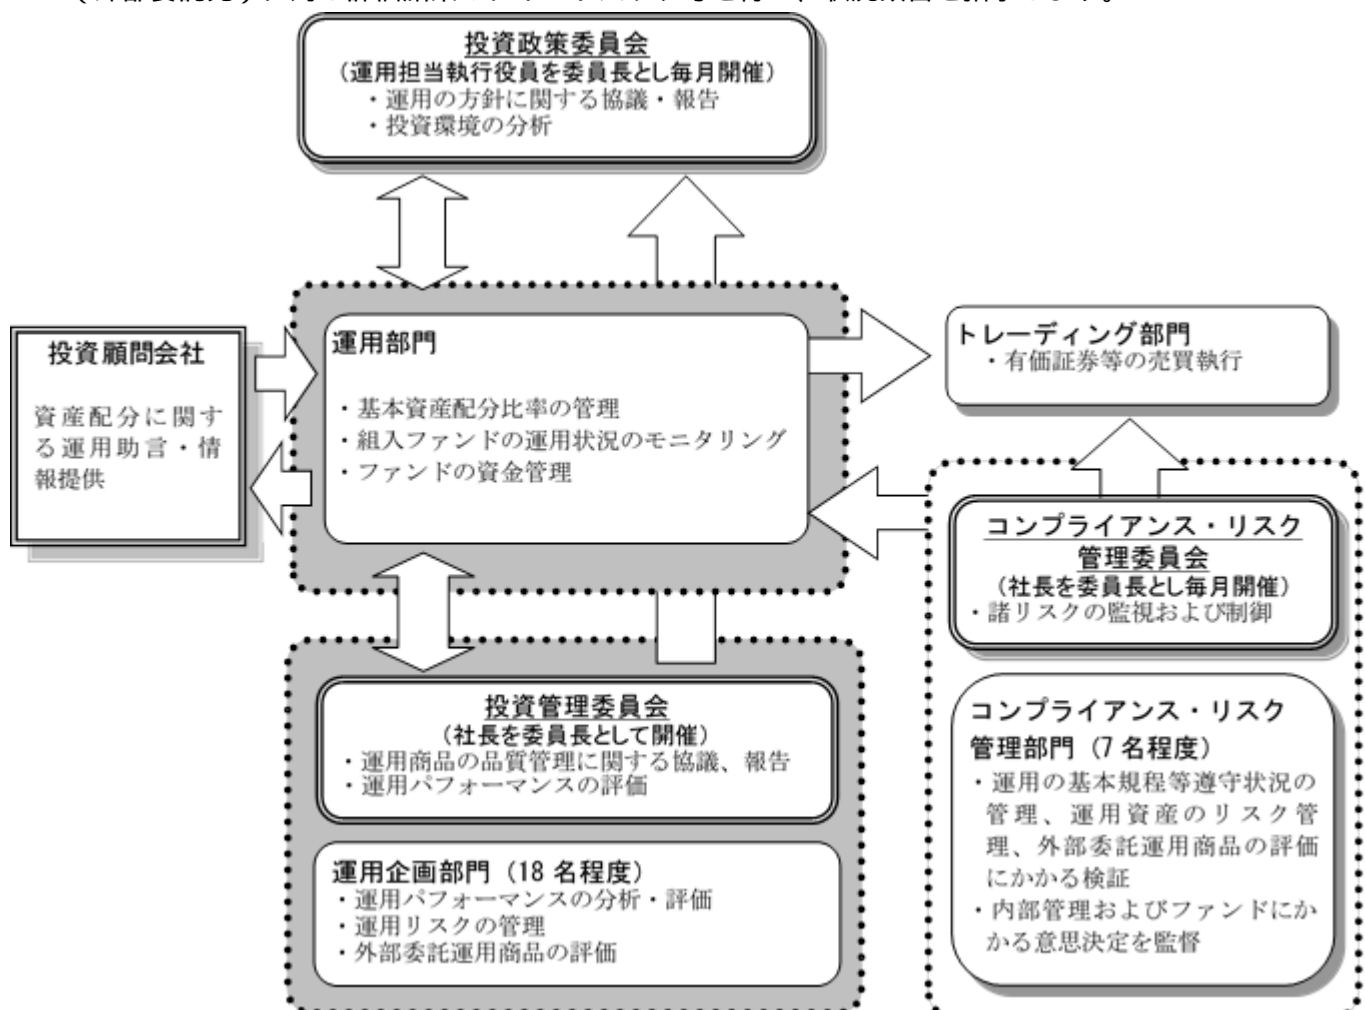 投資政策委員会
（運用担当執行役員を委員長とし毎月開催）
・運用の方針に関する協議・報告
・投資環境の分析
投資顧問会社
資産配分に関す
る運用助言・情
報提供
運用部門
・基本資産配分比率の管理
・組入ファンドの運用状況のモニタリング
・ファンドの資金管理
トレーディング部門
・有価証券等の売買執行
コンプライアンス・リスク
管理委員会
（社長を委員長とし毎月開催）
・諸リスクの監視および制御
コンプライアンス・リスク
管理部門（7 名程度）
・運用の基本規程等遵守状況の
管理、運用資産のリスク管
理、外部委託運用商品の評価
にかかる検証
・内部管理およびファンドにか
かる意思決定を監督
投資管理委員会
（社長を委員長として開催）
・運用商品の品質管理に関する協議、報告
・運用パフォーマンスの評価
運用企画部門（18 名程度）
・運用パフォーマンスの分析・評価
・運用リスクの管理
・外部委託運用商品の評価